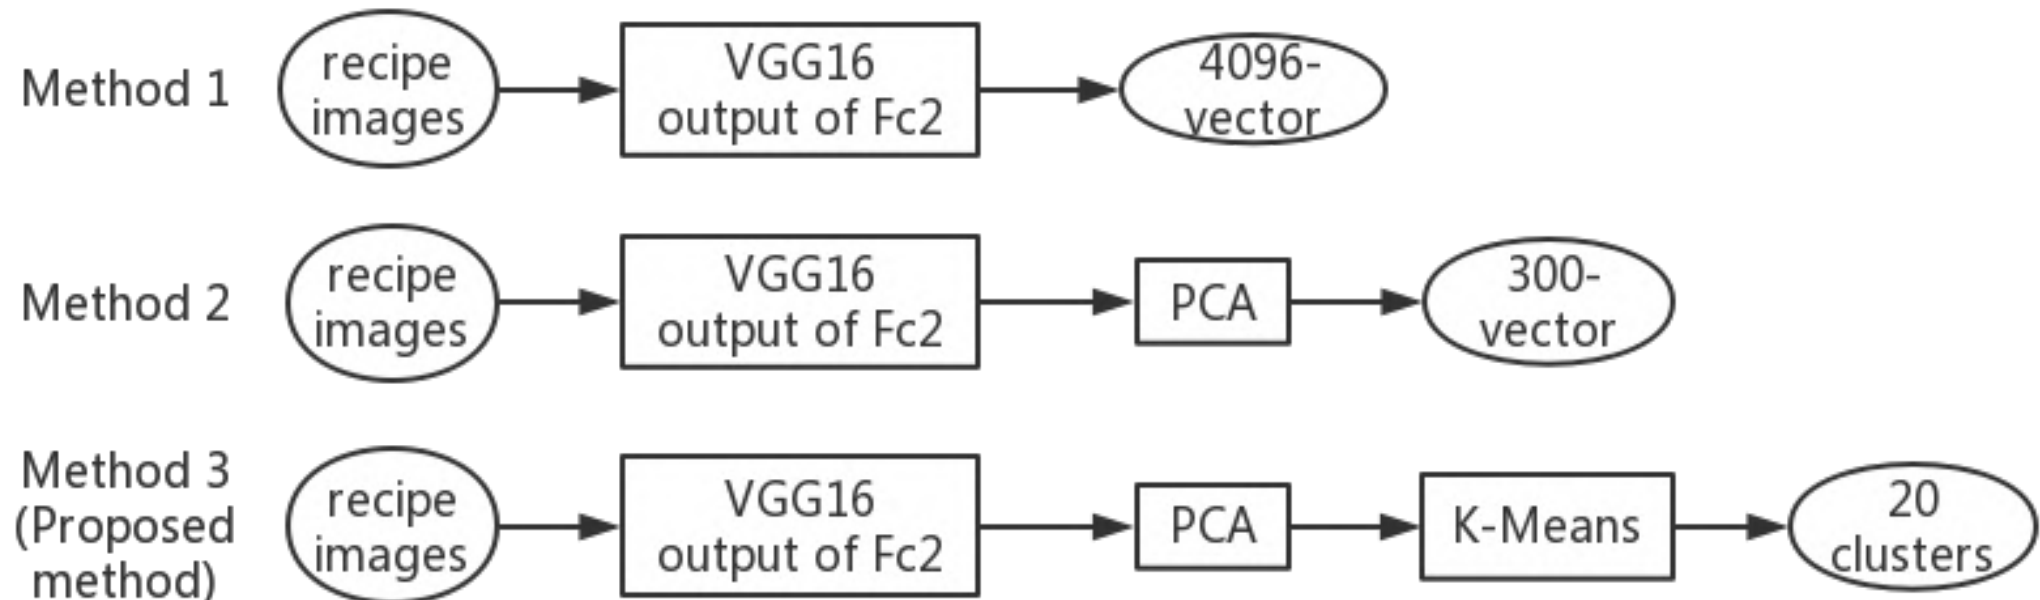 Method 1
recipe
images
VGG16
output of Fc2
4096-
vector
Method 2
recipe
images
VGG16
output of Fc2
PCA
300-
vector
Method 3
(Proposed
method)
recipe
images
VGG16
output of Fc2
PCA
K-Means
20
clusters